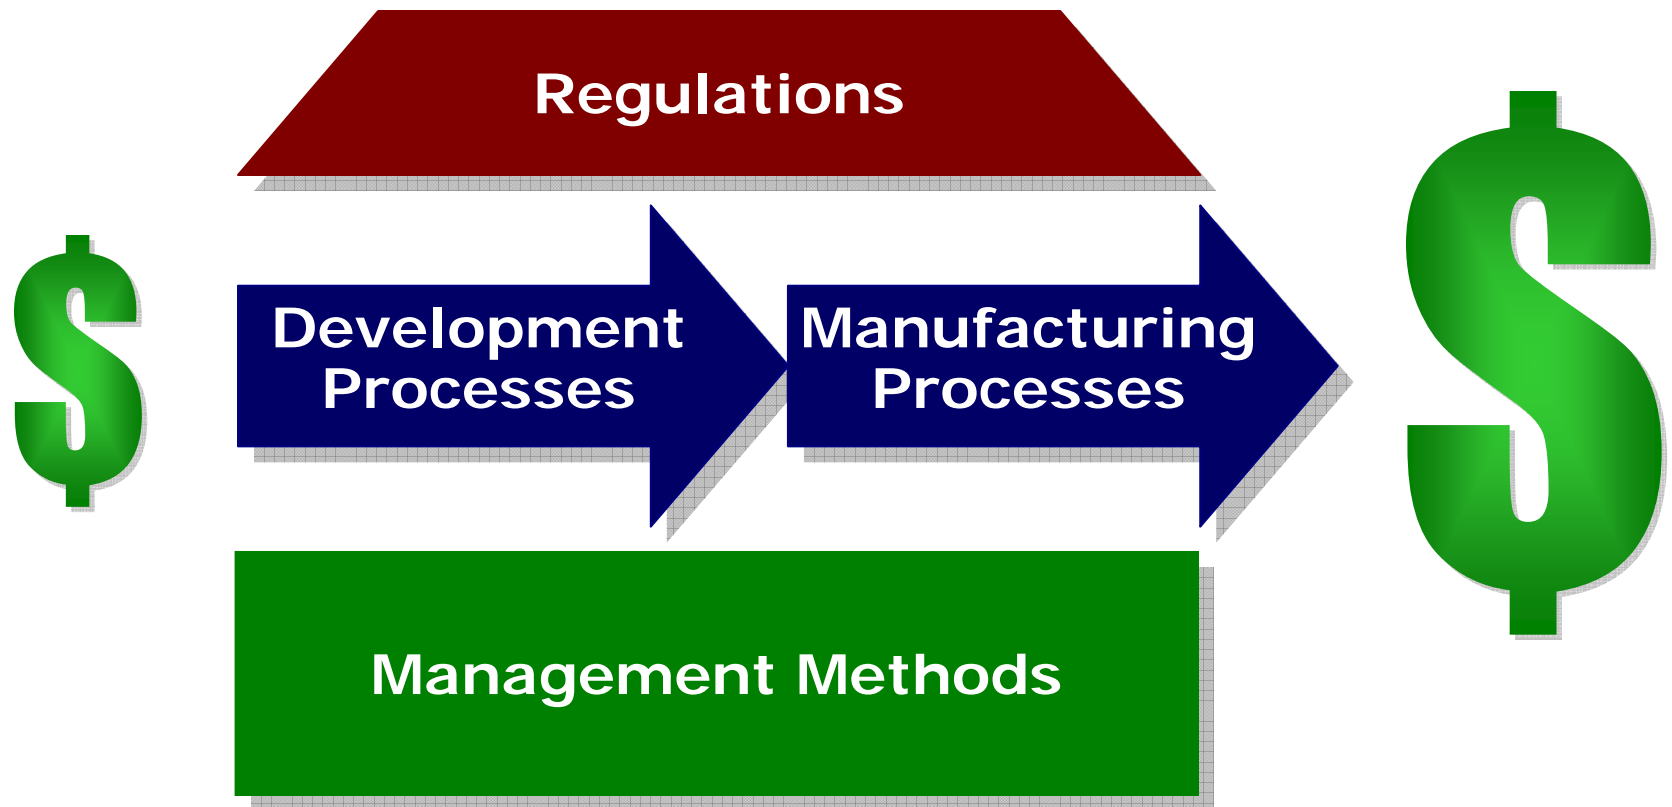 Regulations
$
Development
Processes
Manufacturing
Processes
$
Management Methods